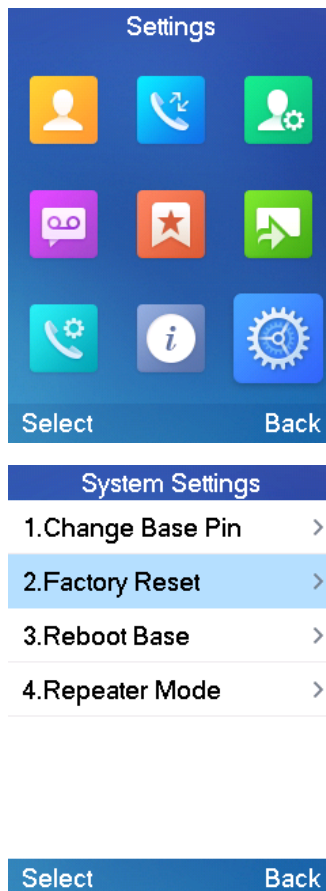 Settings
i
Select Back
System Settings
1.Change Base Pin
2.Factory Reset
3.Reboot Base
4.Repeater Mode
Select Back